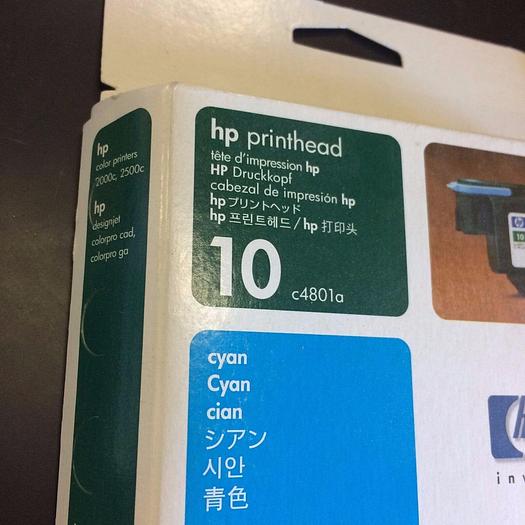 hp
color printers
2000c, 2500c
hp
designjet
colorpro cad,
colorpro ga
hp printhead
tête d'impression hp
HP Druckkopf
cabezal de impresión hp
hp プリントヘッド
hp 프린트헤드 / hp 打印头
10
c4801a
cyan
Cyan
cian
シアン
시안
青色
hp
10
inv